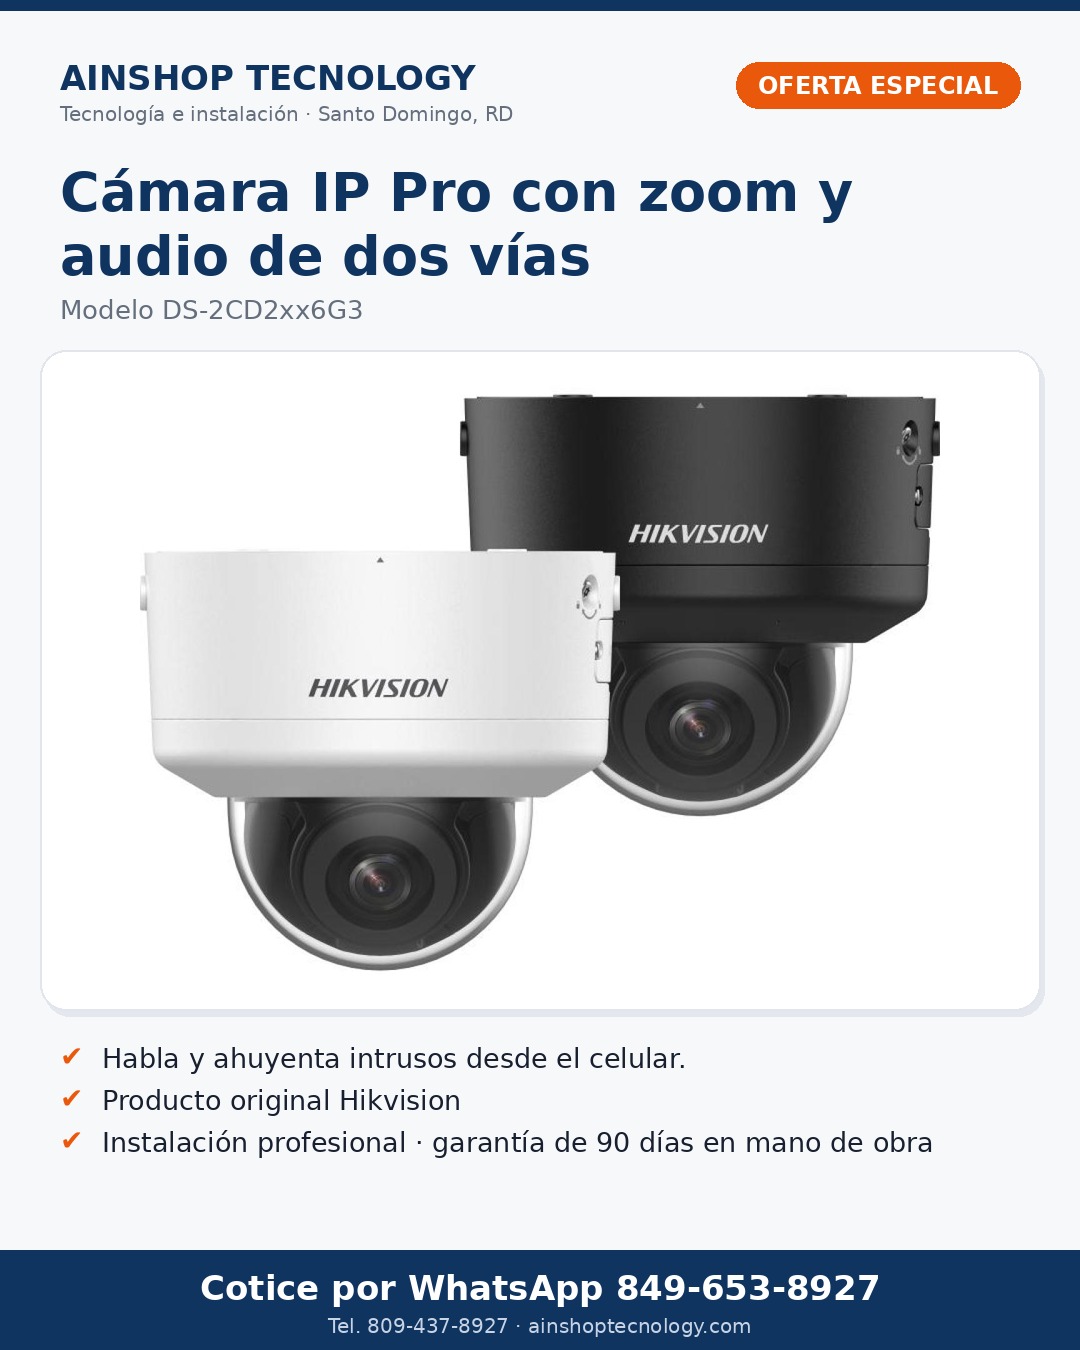 AINSHOP TECNOLOGY
OFERTA ESPECIAL
Tecnología e instalación · Santo Domingo, RD
Cámara IP Pro con zoom y
audio de dos vías
Modelo DS-2CD2xx6G3
HIKVISION
HIKVISION
✔ Habla y ahuyenta intrusos desde el celular.
✔ Producto original Hikvision
✔ Instalación profesional · garantía de 90 días en mano de obra
Cotice por WhatsApp 849-653-8927
Tel. 809-437-8927 · ainshoptecnology.com